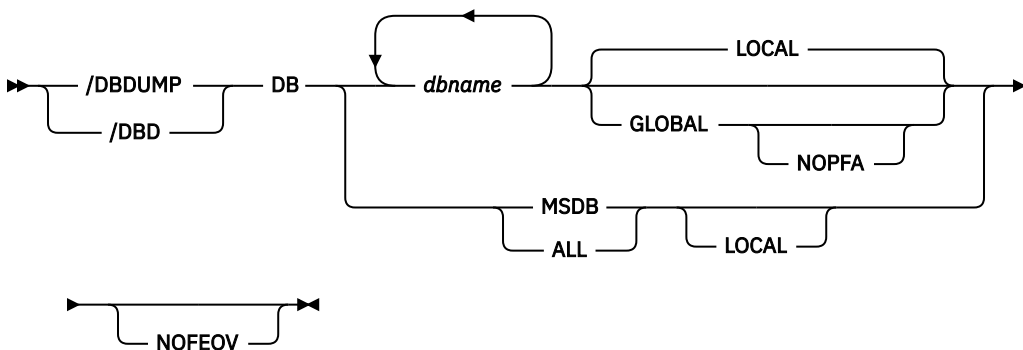 LOCAL
/DBDUMP DB dbname
/DBD
GLOBAL
NOPFA
MSDB
ALL LOCAL
NOFEOV